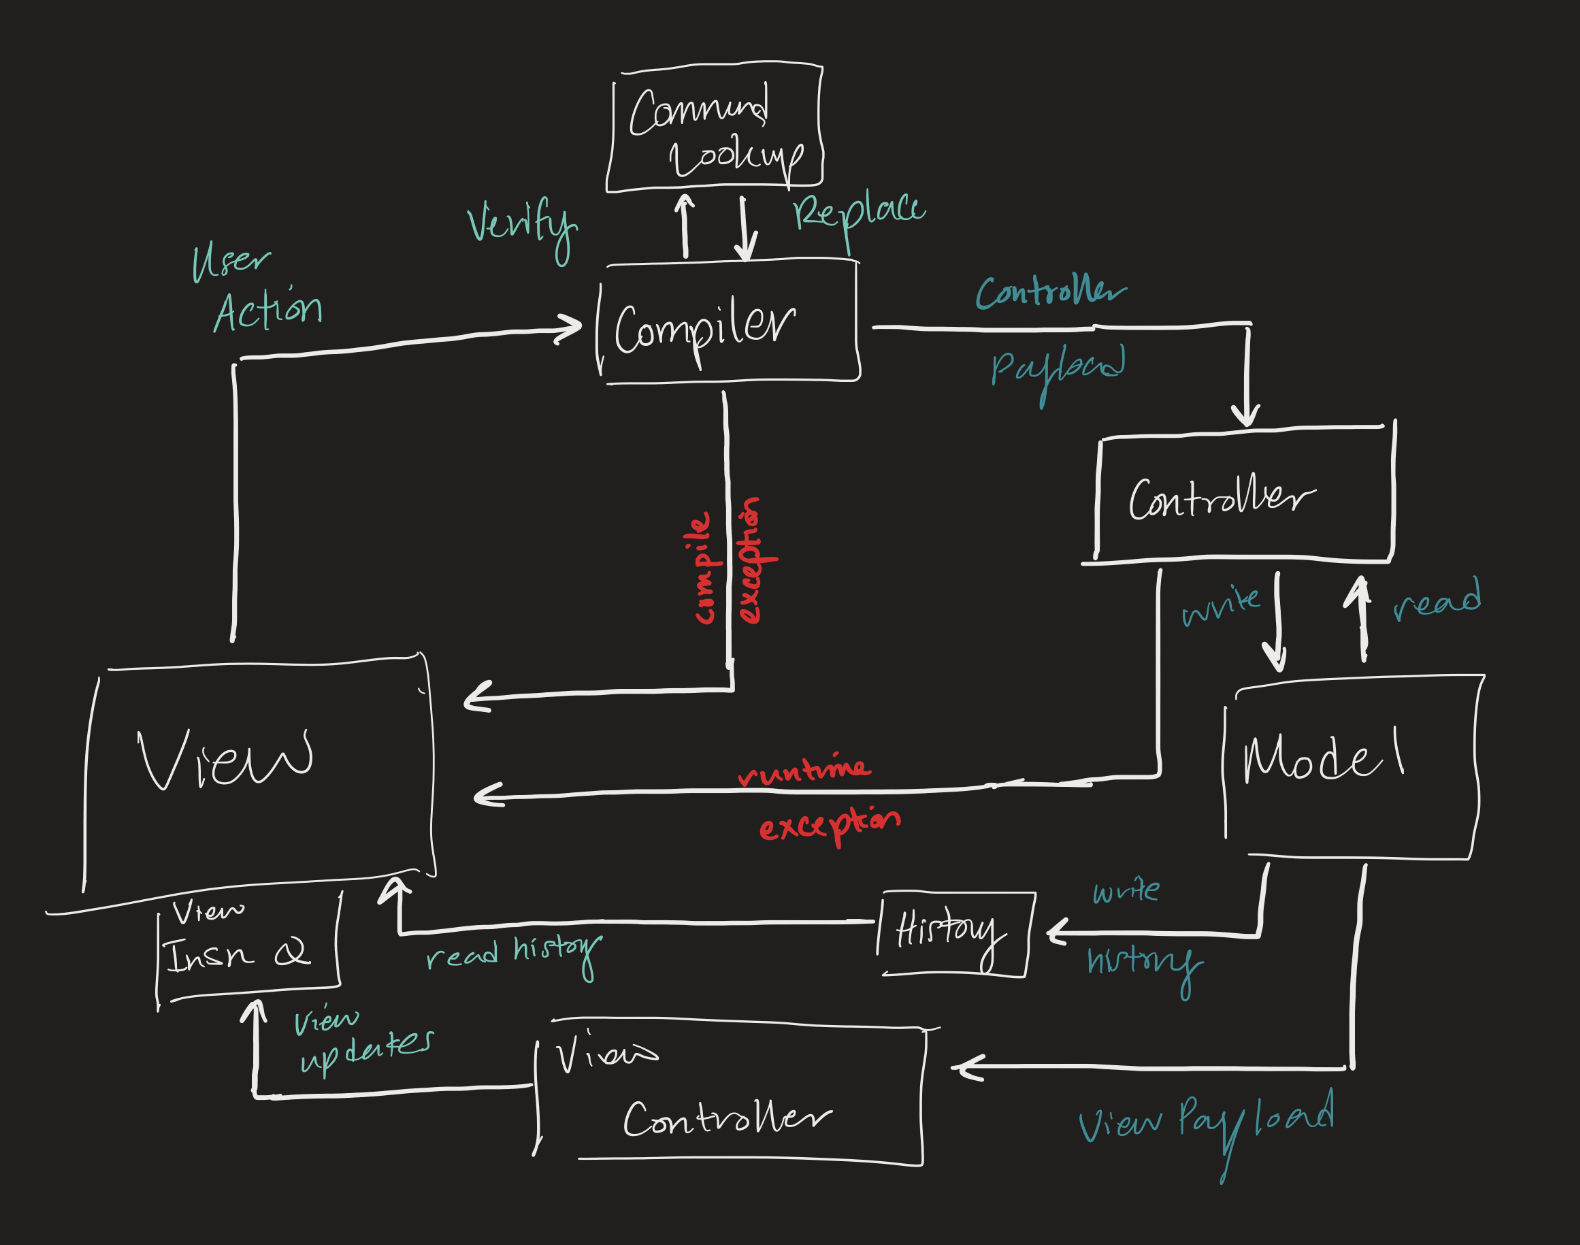 Command
Lookup
Verify
Replace
User
Action
Compiler
Controller
Payload
Controller
compile
exception
write
read
View
Model
runtime
exception
write
history
History
read history
View
Insn Q
View
updates
View
Controller
View Payload